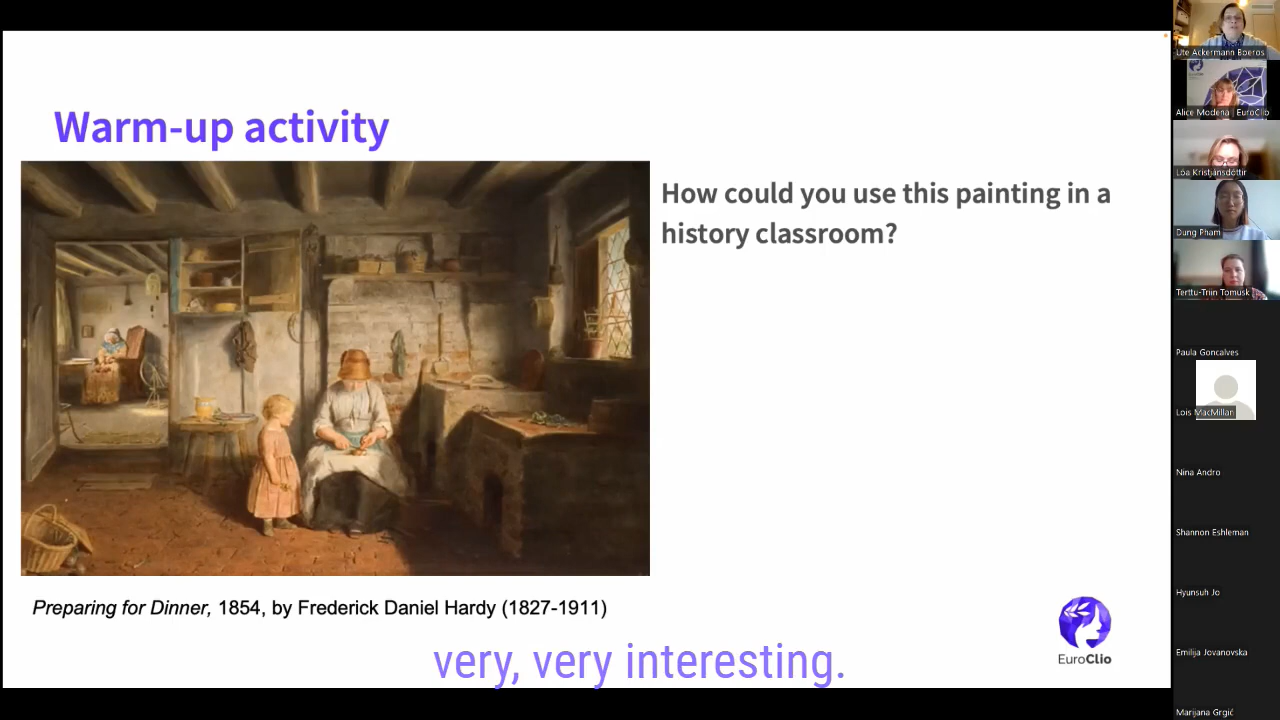 Warm-up activity
How could you use this painting in a
history classroom?
Preparing for Dinner, 1854, by Frederick Daniel Hardy (1827-1911)
EuroClio
very, very interesting.
Ute Ackermann Boeros
Alice Modena | EuroClio
Lóa Kristjánsdóttir
Dung Pham
Terttu-Triin Tomusk
Paula Goncalves
Lois MacMillan
Nina Andro
Shannon Eshleman
Hyunsuh Jo
Emilija Jovanovska
Marijana Grgić